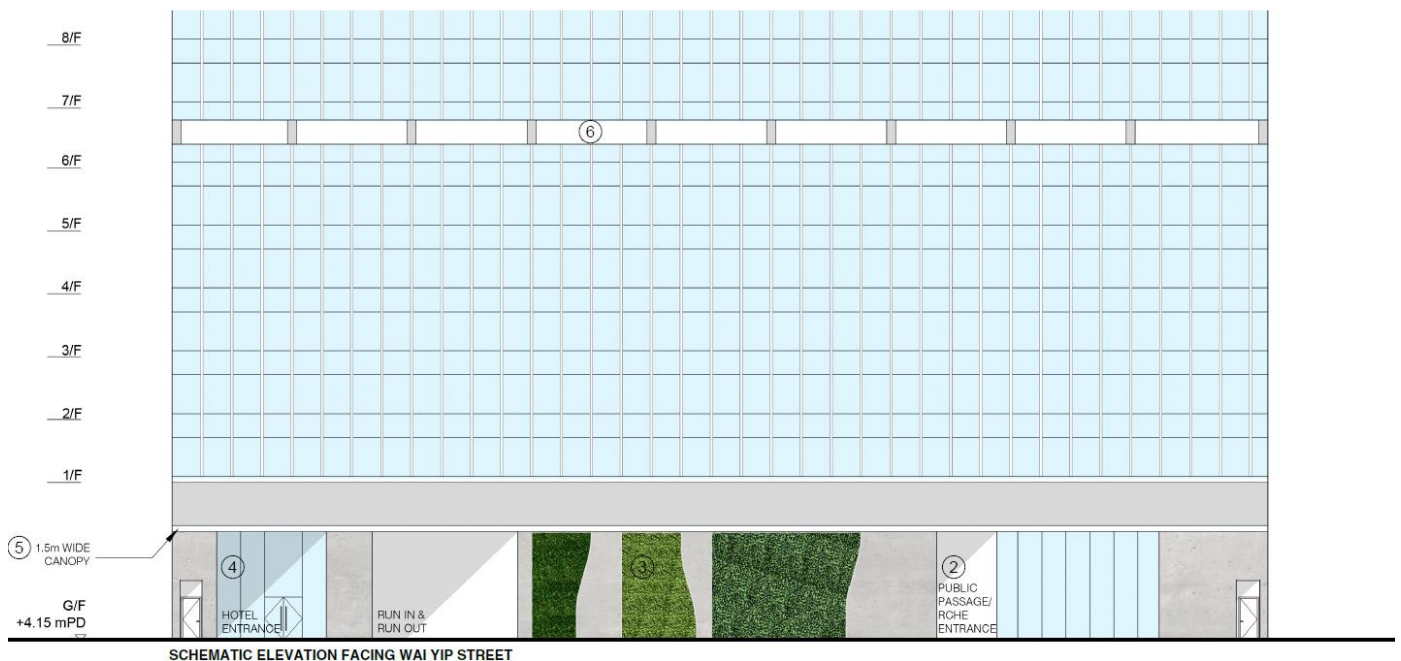 8/F
7/F
6
6/F
5/F
4/F
3/F
2/F
1/F
5 1.5m WIDE
CANOPY
4
3
2
PUBLIC
PASSAGE/
RCHE
ENTRANCE
HOTEL
ENTRANCE
RUN IN &
RUN OUT
G/F
+4.15 mPD
SCHEMATIC ELEVATION FACING WAI YIP STREET